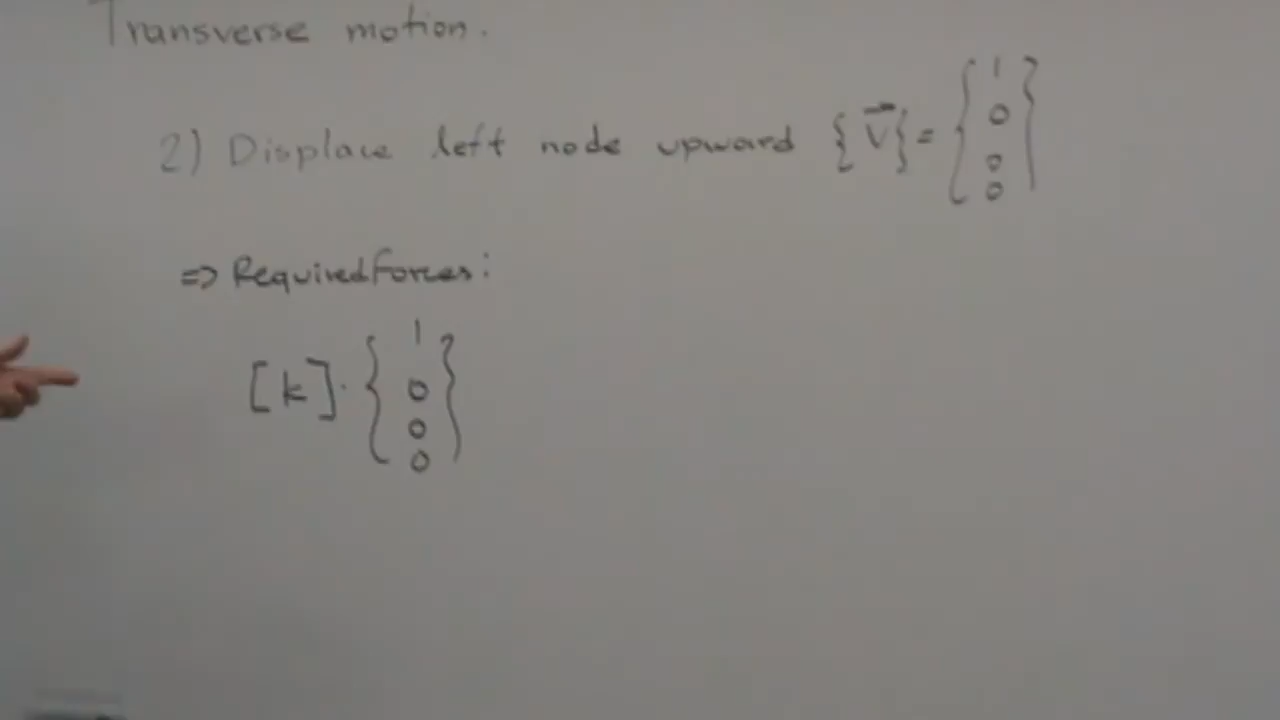 Transverse motion.
2) Displace left node upward {V⃗} = {1 0 0 0}
⇒ Required Forces:
[k] · {1 0 0 0}